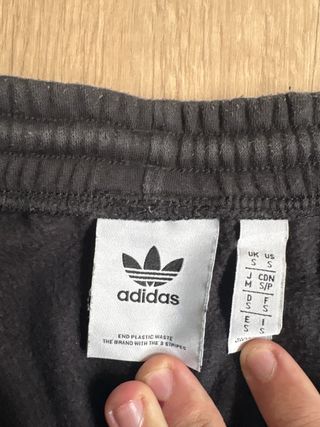 adidas
END PLASTIC WASTE
THE BRAND WITH THE 3 STRIPES
UK US
S S
J CDN
M S/P
D F
S S
E I
S S